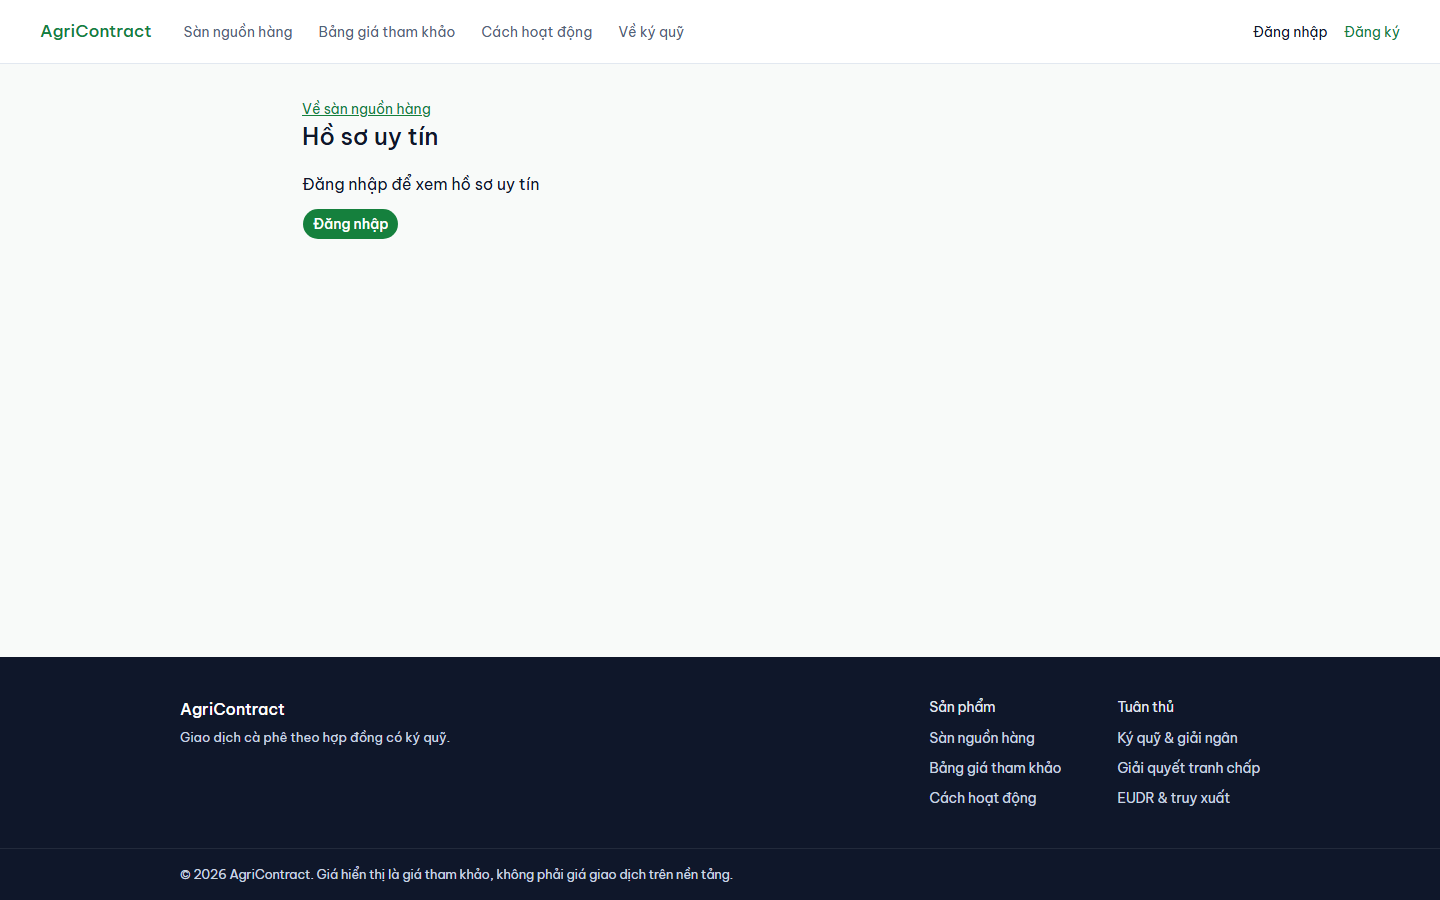 AgriContract Sàn nguồn hàng Bảng giá tham khảo Cách hoạt động Về ký quỹ Đăng nhập Đăng ký
Về sàn nguồn hàng
Hồ sơ uy tín
Đăng nhập để xem hồ sơ uy tín
Đăng nhập
AgriContract
Giao dịch cà phê theo hợp đồng có ký quỹ.
Sản phẩm
Sàn nguồn hàng
Bảng giá tham khảo
Cách hoạt động
Tuân thủ
Ký quỹ & giải ngân
Giải quyết tranh chấp
EUDR & truy xuất
© 2026 AgriContract. Giá hiển thị là giá tham khảo, không phải giá giao dịch trên nền tảng.